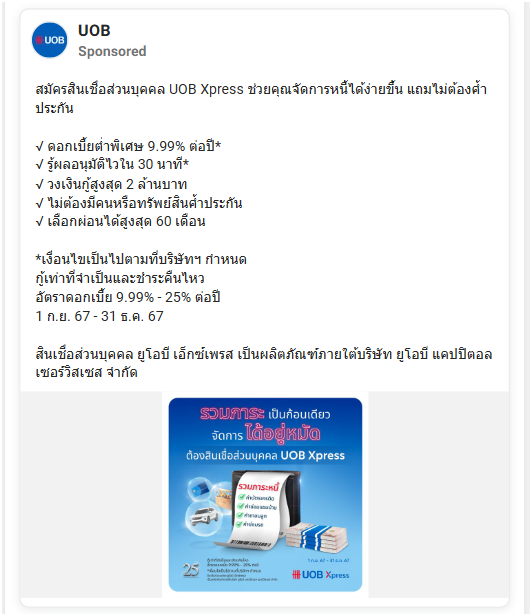 UOB
UOB
Sponsored
สมัครสินเชื่อส่วนบุคคล UOB Xpress ช่วยคุณจัดการหนี้ได้ง่ายขึ้น แถมไม่ต้องค้ำ
ประกัน
√ ดอกเบี้ยต่ำพิเศษ 9.99% ต่อปี*
√ รู้ผลอนุมัติไวใน 30 นาที*
√ วงเงินกู้สูงสุด 2 ล้านบาท
√ ไม่ต้องมีคนหรือทรัพย์สินค้ำประกัน
√ เลือกผ่อนได้สูงสุด 60 เดือน
*เงื่อนไขเป็นไปตามที่บริษัทฯ กำหนด
กู้เท่าที่จำเป็นและชำระคืนไหว
อัตราดอกเบี้ย 9.99% - 25% ต่อปี
1 ก.ย. 67 - 31 ธ.ค. 67
สินเชื่อส่วนบุคคล ยูโอบี เอ็กซ์เพรส เป็นผลิตภัณฑ์ภายใต้บริษัท ยูโอบี แคปปิตอล
เซอร์วิสเซส จำกัด
รวมภาระ เป็นก้อนเดียว
จัดการ ได้อยู่หมัด
ต้องสินเชื่อส่วนบุคคล UOB Xpress
รวมภาระหนี้
25
1 ก.ย. 67 - 31 ธ.ค. 67
UOB Xpress